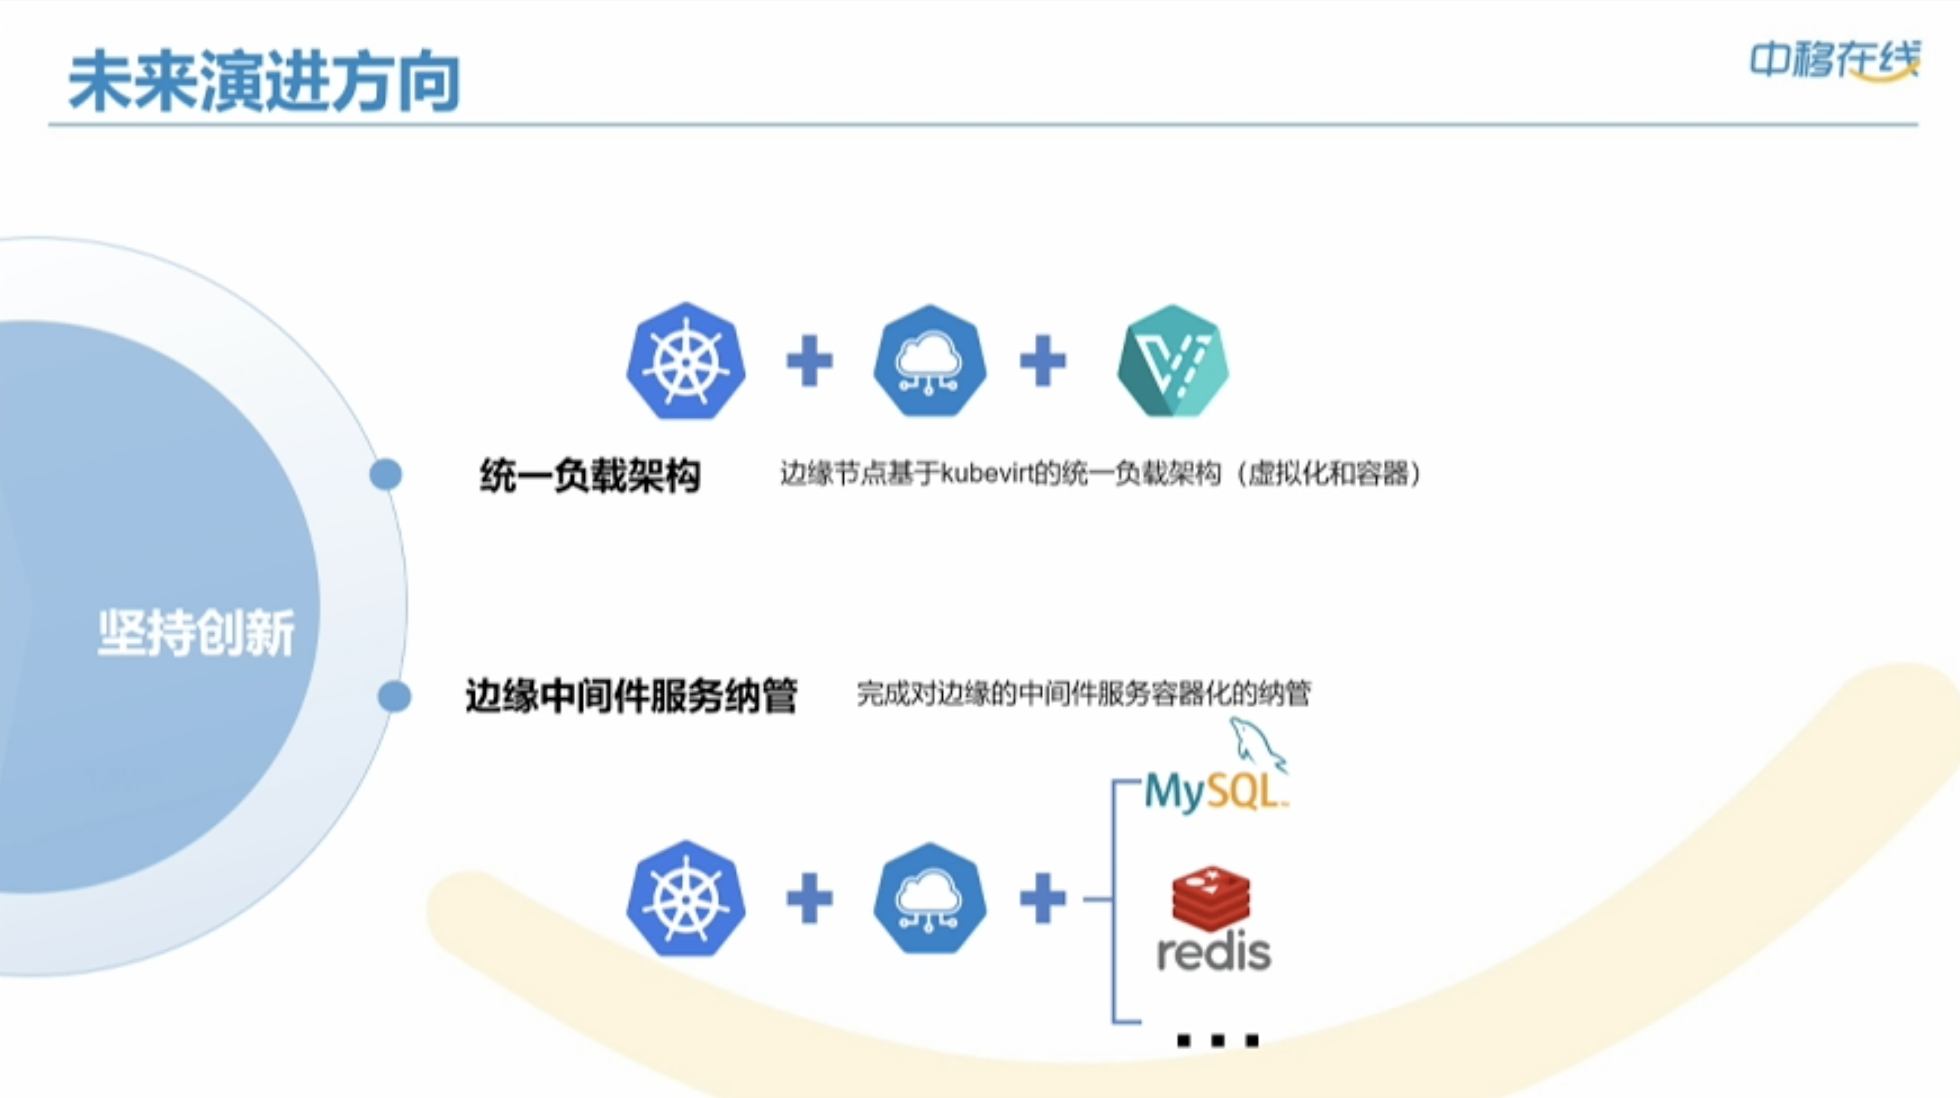 未来演进方向
中移在线
统一负载架构
边缘节点基于kubevirt的统一负载架构（虚拟化和容器）
坚持创新
边缘中间件服务纳管
完成对边缘的中间件服务容器化的纳管
MySQL
redis
...